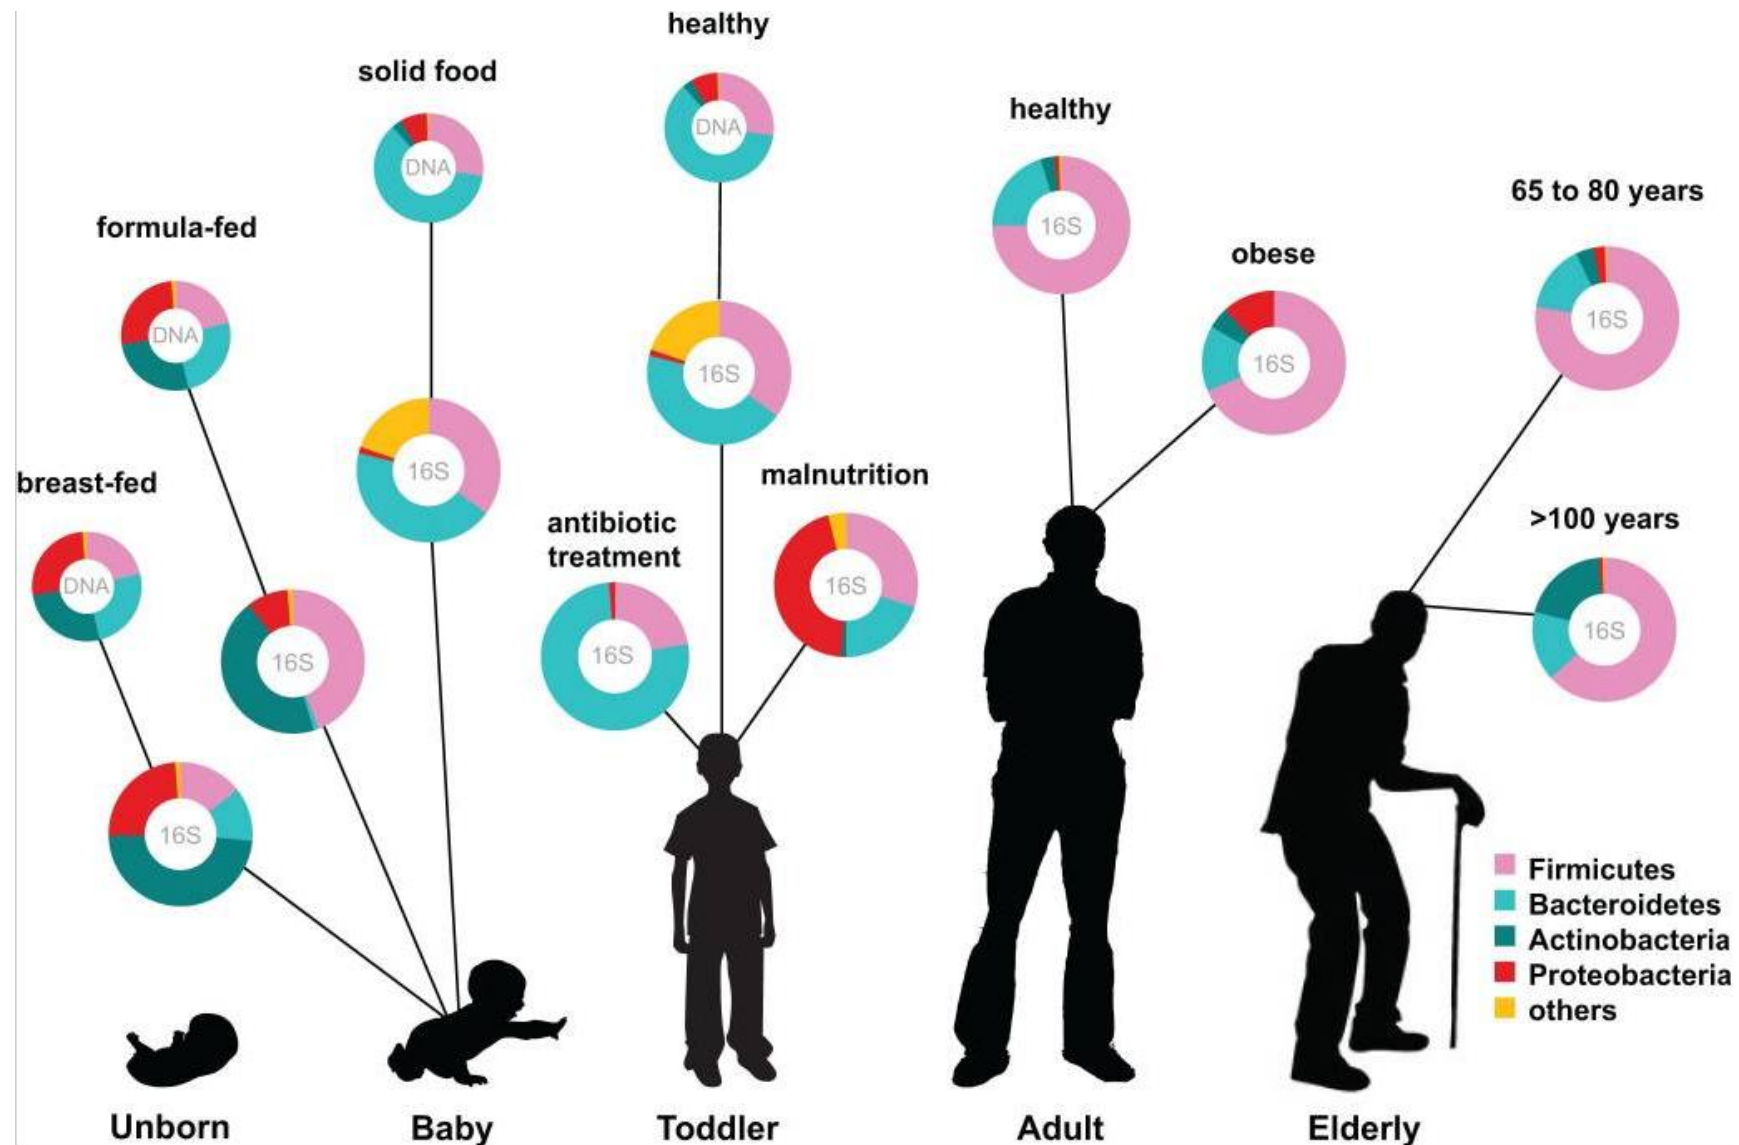 healthy
solid food
DNA
DNA
healthy
formula-fed
65 to 80 years
16S
obese
16S
DNA
16S
16S
16S
breast-fed
malnutrition
antibiotic
treatment
>100 years
DNA
16S
16S
16S
16S
16S
Firmicutes
Bacteroidetes
Actinobacteria
Proteobacteria
others
Unborn
Baby
Toddler
Adult
Elderly